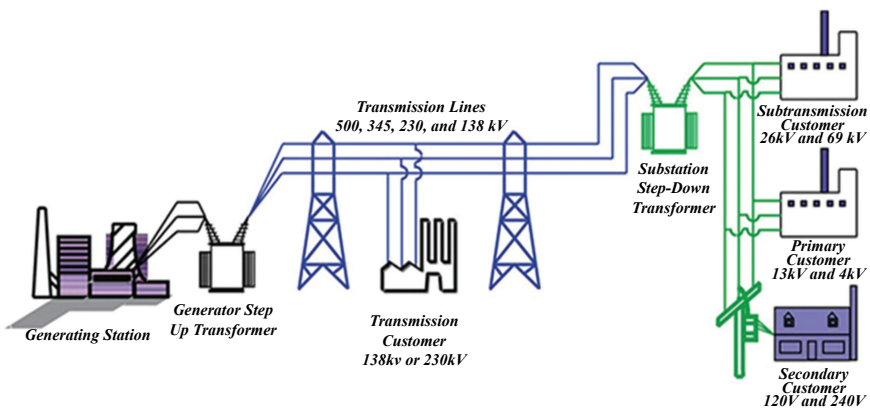 Transmission Lines
500, 345, 230, and 138 kV
Subtransmission
Customer
26kV and 69 kV
Substation
Step-Down
Transformer
Primary
Customer
13kV and 4kV
Generating Station
Generator Step
Up Transformer
Transmission
Customer
138kv or 230kV
Secondary
Customer
120V and 240V